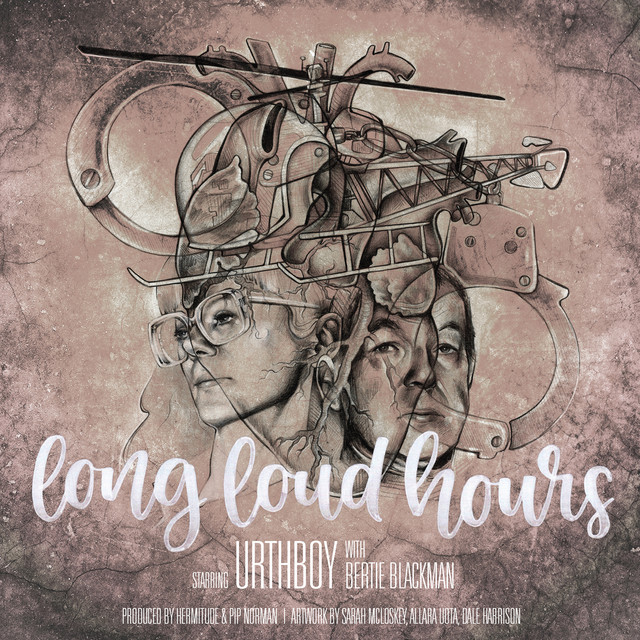 long loud hours
STARRING URTHBOY WITH BERTIE BLACKMAN
PRODUCED BY HERMITUDE & PIP NORMAN | ARTWORK BY SARAH MCLOSKEY, ALLARA UOTA, DALE HARRISON